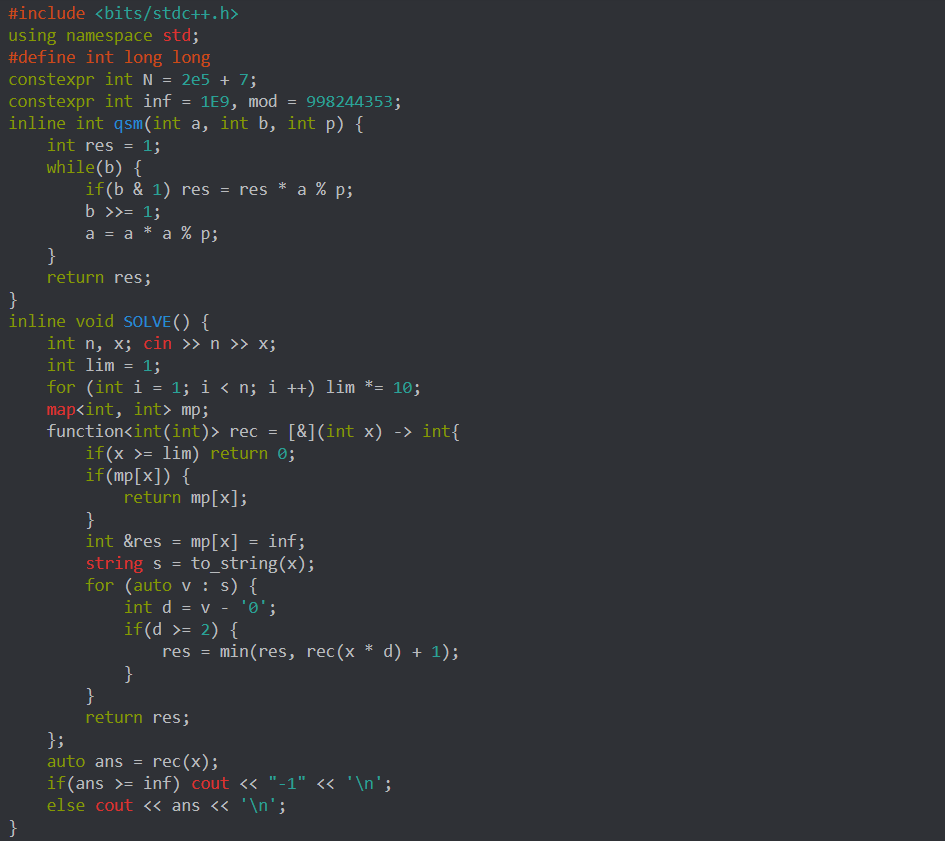 #include <bits/stdc++.h>
using namespace std;
#define int long long
constexpr int N = 2e5 + 7;
constexpr int inf = 1E9, mod = 998244353;
inline int qsm(int a, int b, int p) {
    int res = 1;
    while(b) {
        if(b & 1) res = res * a % p;
        b >>= 1;
        a = a * a % p;
    }
    return res;
}
inline void SOLVE() {
    int n, x; cin >> n >> x;
    int lim = 1;
    for (int i = 1; i < n; i ++) lim *= 10;
    map<int, int> mp;
    function<int(int)> rec = [&](int x) -> int{
        if(x >= lim) return 0;
        if(mp[x]) {
            return mp[x];
        }
        int &res = mp[x] = inf;
        string s = to_string(x);
        for (auto v : s) {
            int d = v - '0';
            if(d >= 2) {
                res = min(res, rec(x * d) + 1);
            }
        }
        return res;
    };
    auto ans = rec(x);
    if(ans >= inf) cout << "-1" << '\n';
    else cout << ans << '\n';
}